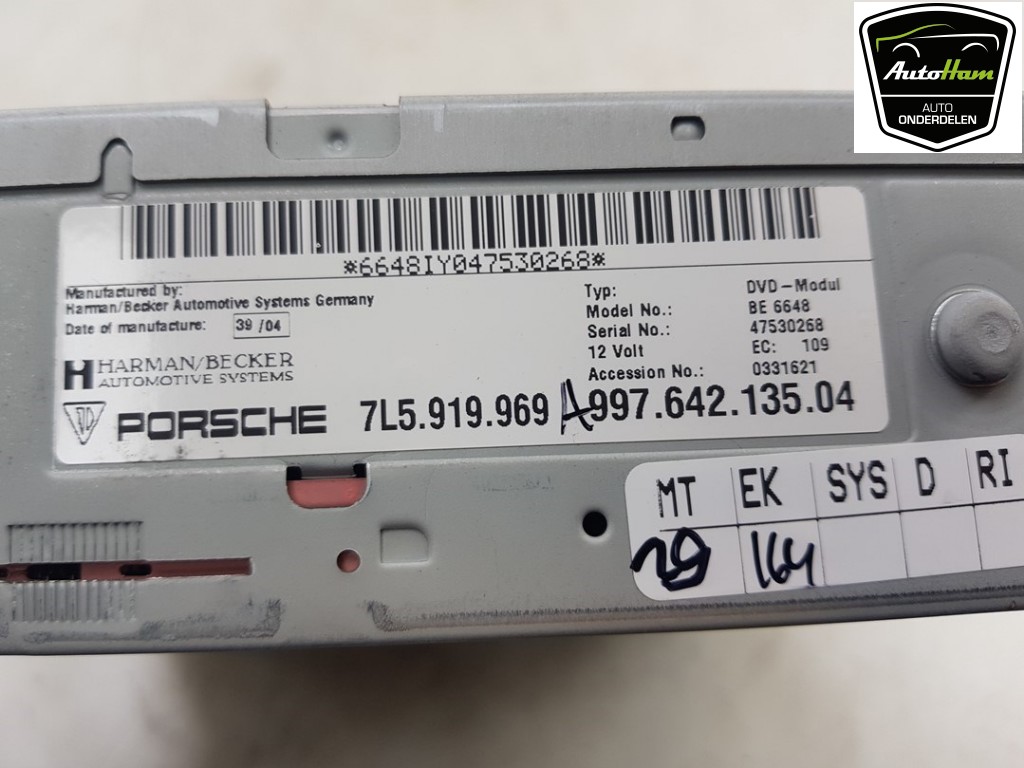 AutoHam
AUTO
ONDERDELEN
*6648IY047530268*
Manufactured by:
Harman/Becker Automotive Systems Germany
Date of manufacture: 39/04
HARMAN/BECKER
AUTOMOTIVE SYSTEMS
Typ: DVD-Modul
Model No.: BE 6648
Serial No.: 47530268
12 Volt EC: 109
Accession No.: 0331621
PORSCHE 7L5.919.969 A 997.642.135.04
MT EK SYS D RI
164